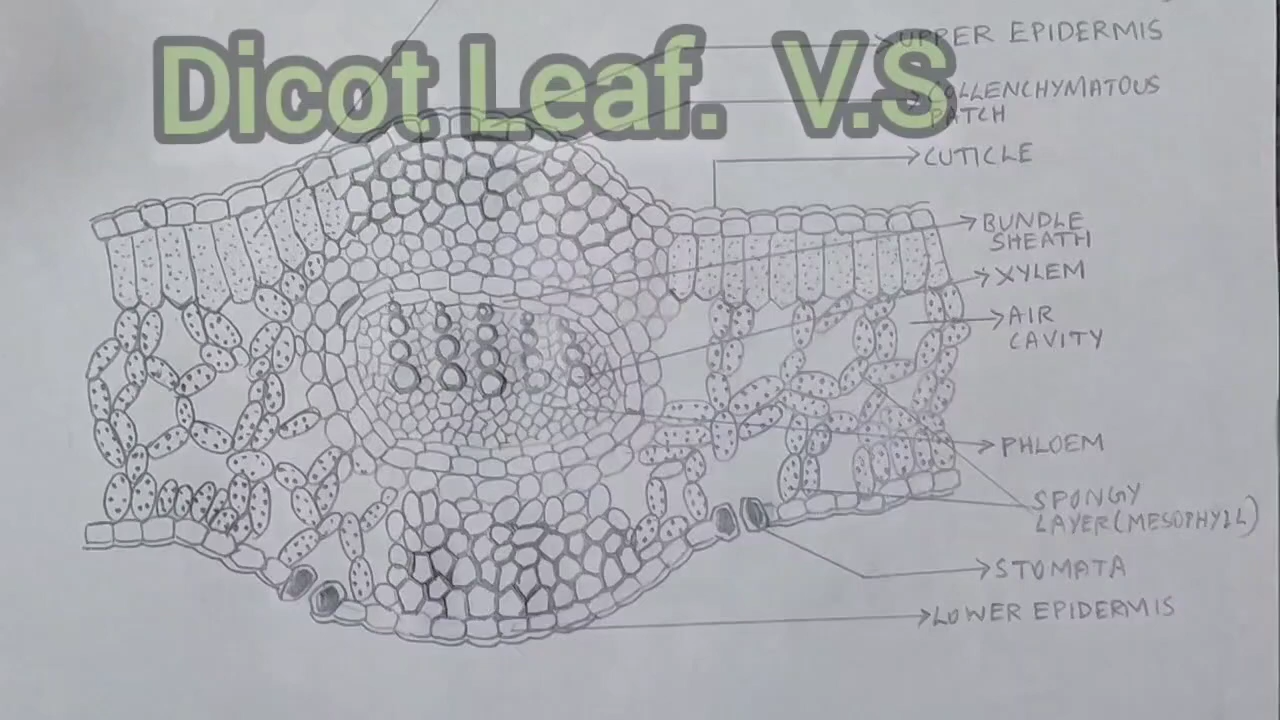 Dicot Leaf. V.S
UPPER EPIDERMIS
COLLENCHYMATOUS
PATCH
CUTICLE
BUNDLE
SHEATH
XYLEM
AIR
CAVITY
PHLOEM
SPONGY
LAYER(MESOPHYLL)
STOMATA
LOWER EPIDERMIS